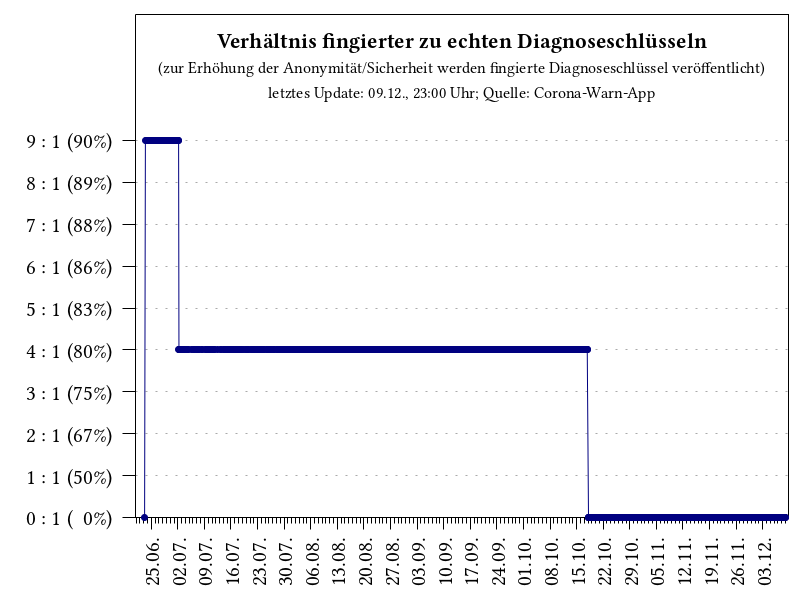 Verhältnis fingierter zu echten Diagnoseschlüsseln
(zur Erhöhung der Anonymität/Sicherheit werden fingierte Diagnoseschlüssel veröffentlicht)
letztes Update: 09.12., 23:00 Uhr; Quelle: Corona-Warn-App
9 : 1 (90%)
8 : 1 (89%)
7 : 1 (88%)
6 : 1 (86%)
5 : 1 (83%)
4 : 1 (80%)
3 : 1 (75%)
2 : 1 (67%)
1 : 1 (50%)
0 : 1 ( 0%)
25.06.
02.07.
09.07.
16.07.
23.07.
30.07.
06.08.
13.08.
20.08.
27.08.
03.09.
10.09.
17.09.
24.09.
01.10.
08.10.
15.10.
22.10.
29.10.
05.11.
12.11.
19.11.
26.11.
03.12.